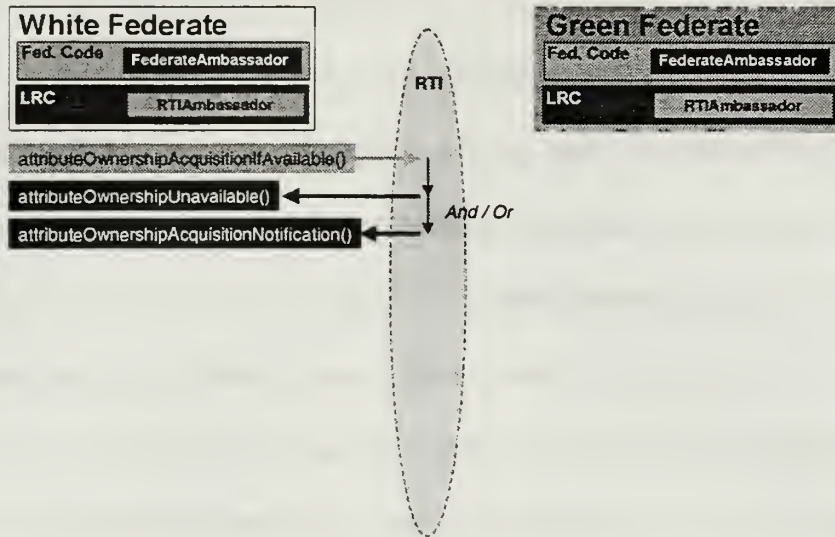 White Federate
Fed. Code
FederateAmbassador
LRC
RTIAmbassador
RTI
Green Federate
Fed. Code
FederateAmbassador
LRC
RTIAmbassador
attributeOwnershipAcquisitionIfAvailable()
attributeOwnershipUnavailable()
And / Or
attributeOwnershipAcquisitionNotification()